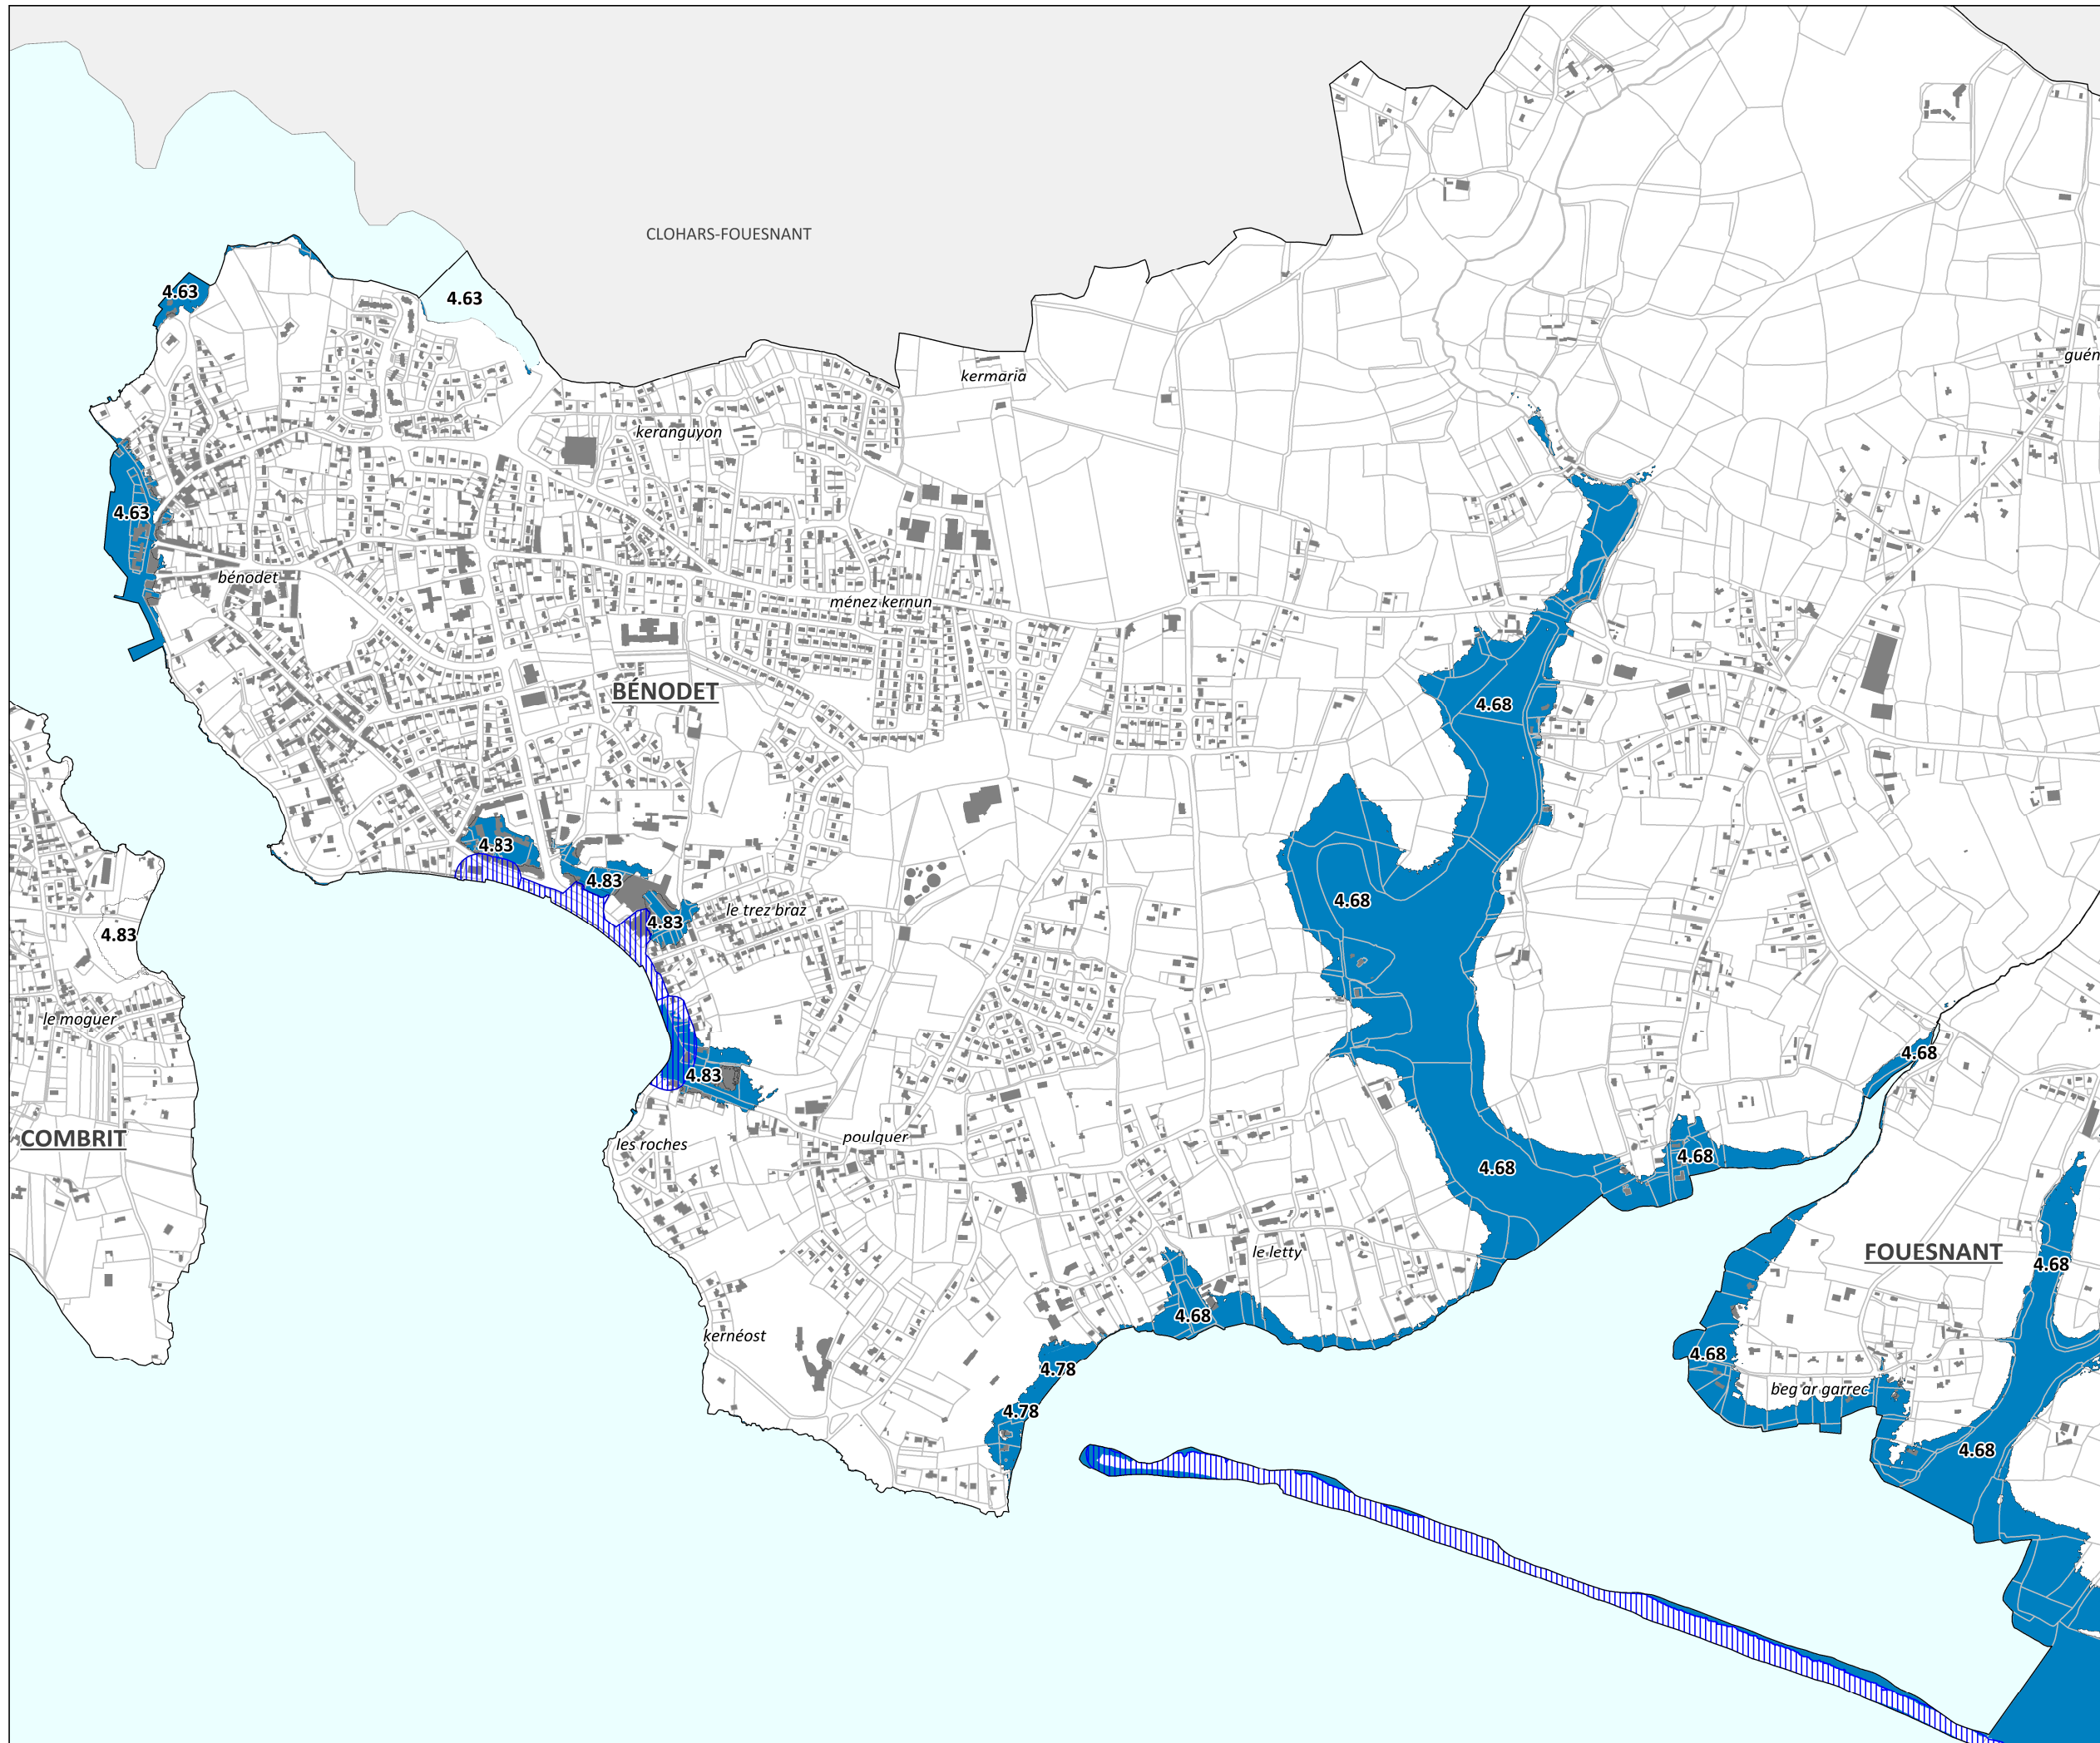 CLOHARS-FOUESNANT
4.63
4.63
guén
kermaria
keranguyon
4.63
bénodet
ménez kernun
BÉNODET
4.68
4.83
4.83
4.68
le trez braz
4.83
4.83
le moguer
4.68
4.83
COMBRIT
les roches
poulquer
4.68
4.68
le letty
FOUESNANT
4.68
4.68
kernéost
4.68
4.78
beg ar garrec
4.78
4.68